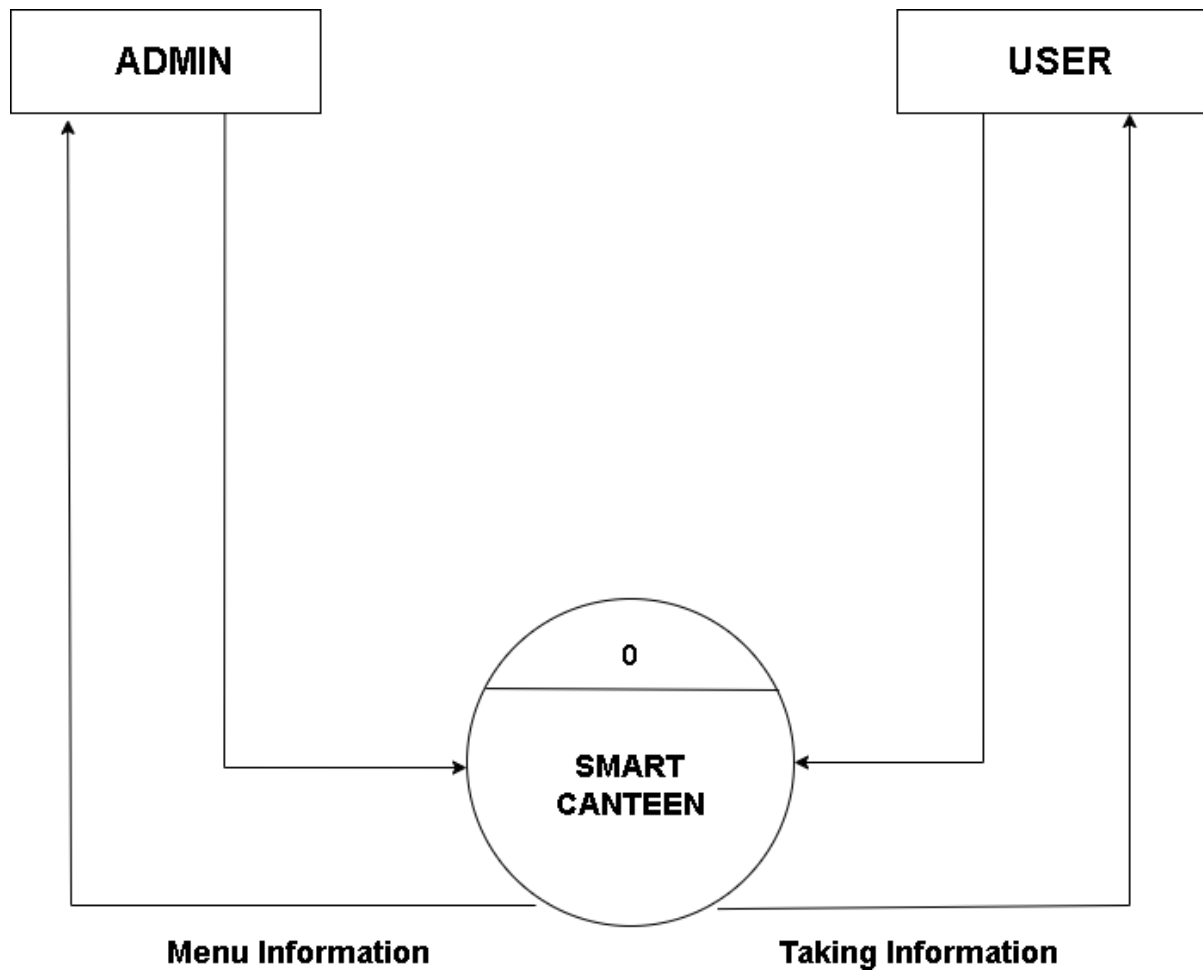 ADMIN
USER
0
SMART
CANTEEN
Menu Information
Taking Information